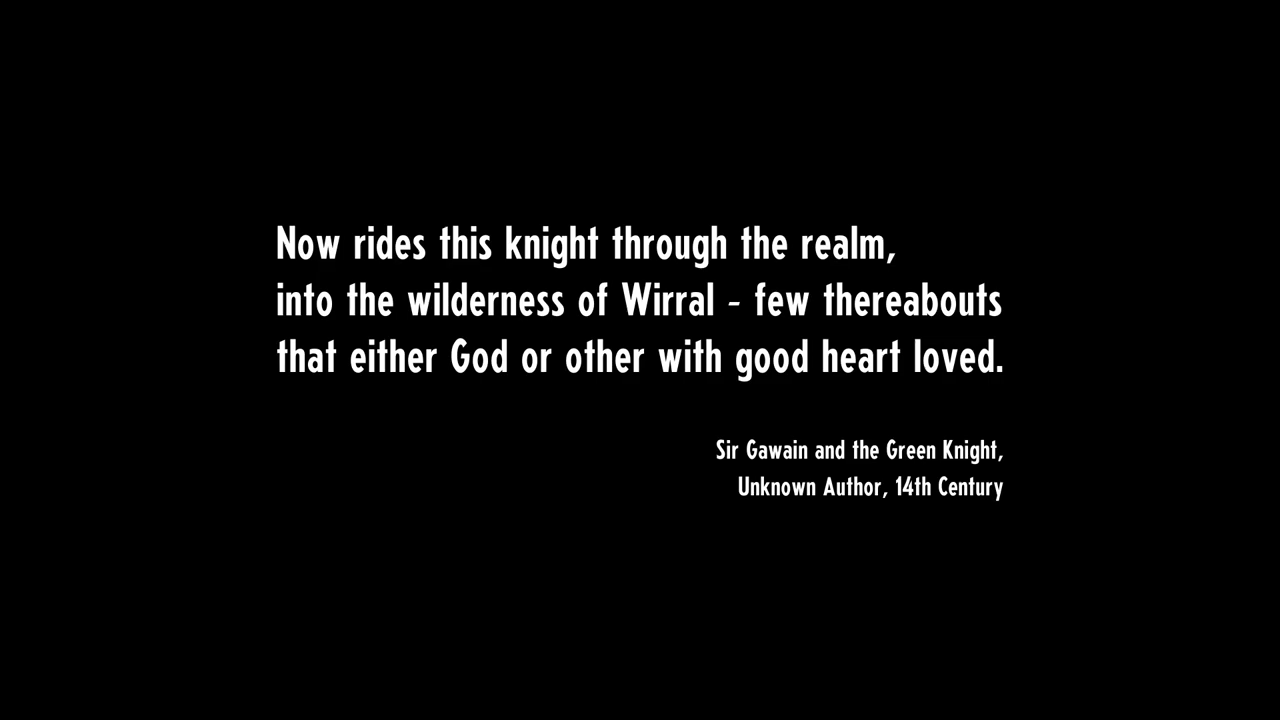 Now rides this knight through the realm,
into the wilderness of Wirral - few thereabouts
that either God or other with good heart loved.
Sir Gawain and the Green Knight,
Unknown Author, 14th Century